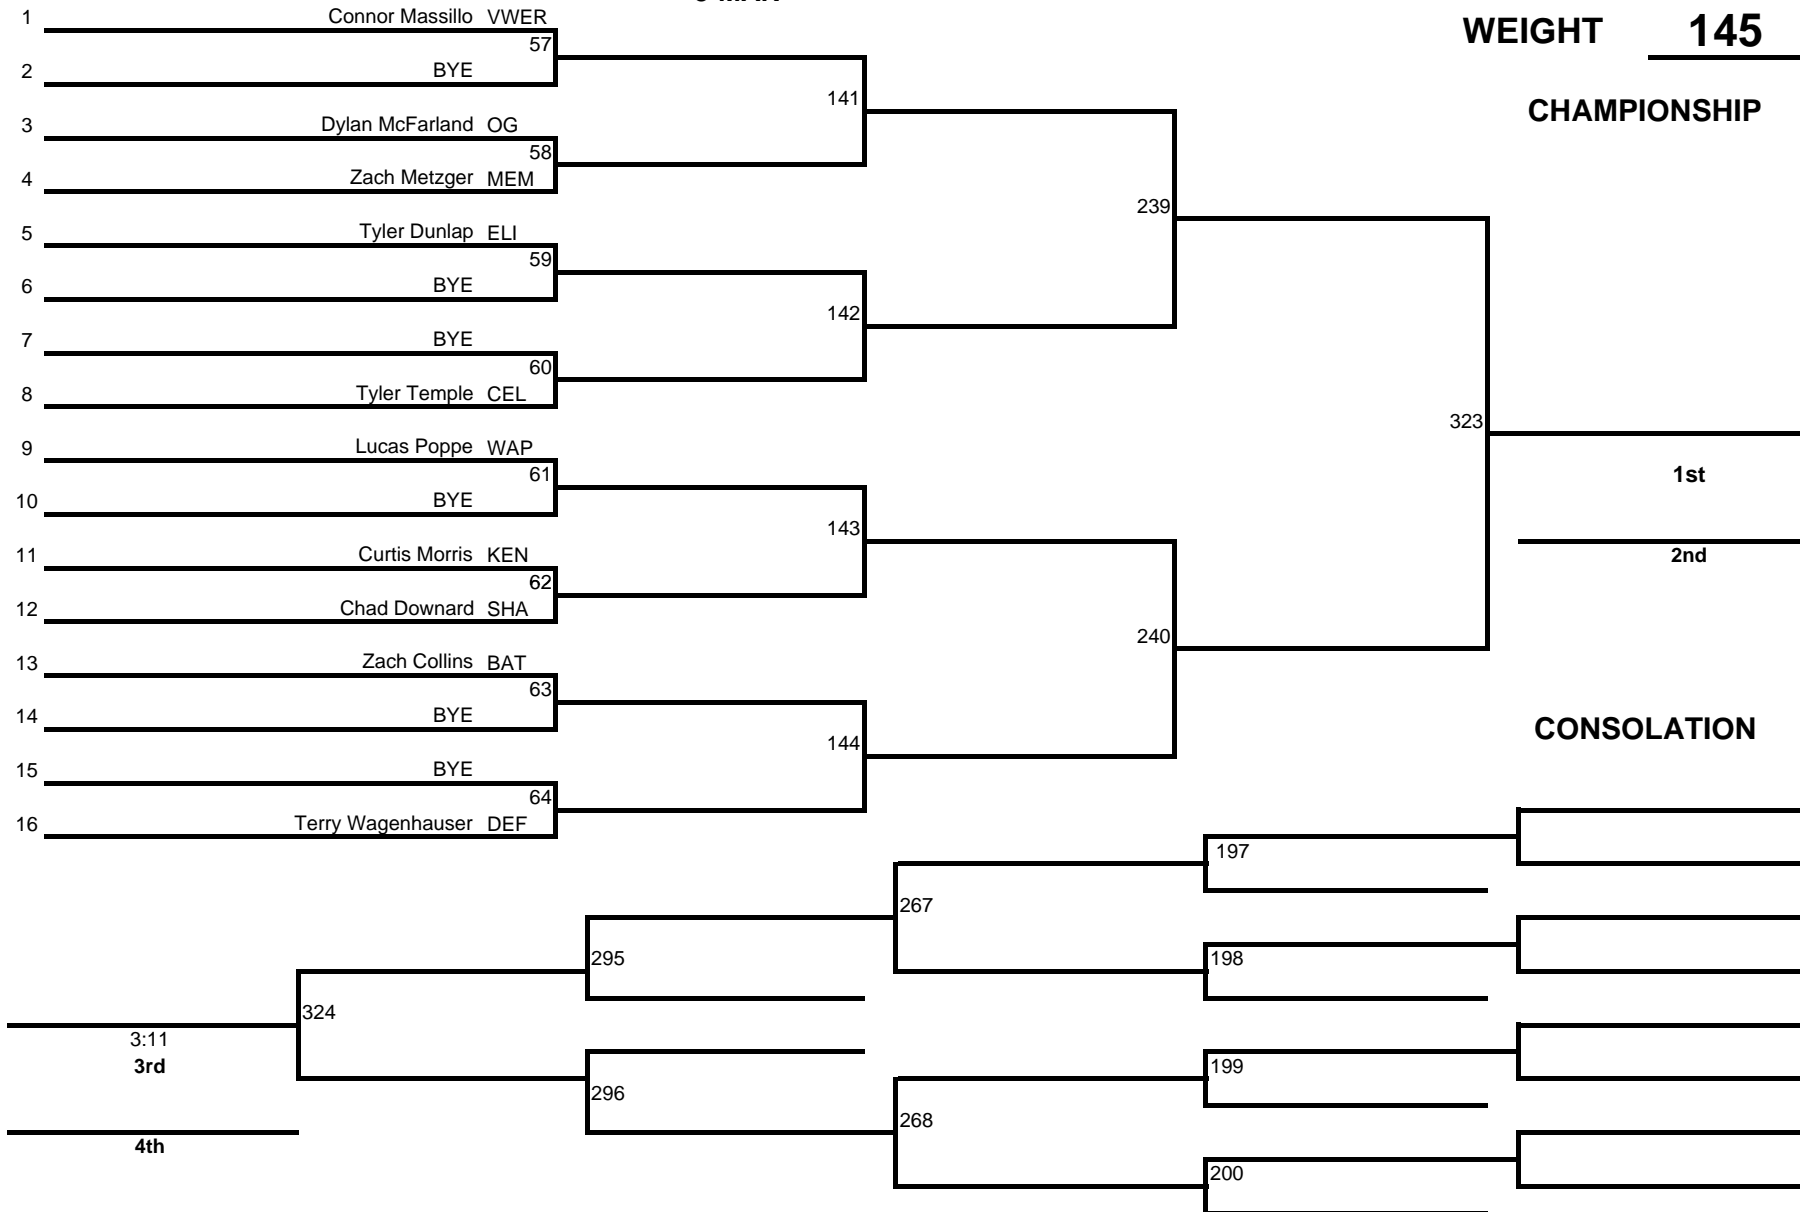 WEIGHT 145
CHAMPIONSHIP
1 Connor Massillo VWER
57
2 BYE
141
3 Dylan McFarland OG
58
4 Zach Metzger MEM
239
5 Tyler Dunlap ELI
59
6 BYE
142
7 BYE
60
8 Tyler Temple CEL
323
9 Lucas Poppe WAP
61
1st
10 BYE
143
11 Curtis Morris KEN
2nd
62
12 Chad Downard SHA
240
13 Zach Collins BAT
63
14 BYE
CONSOLATION
144
15 BYE
64
16 Terry Wagenhauser DEF
197
267
295
198
324
3:11
3rd
199
296
268
4th
200